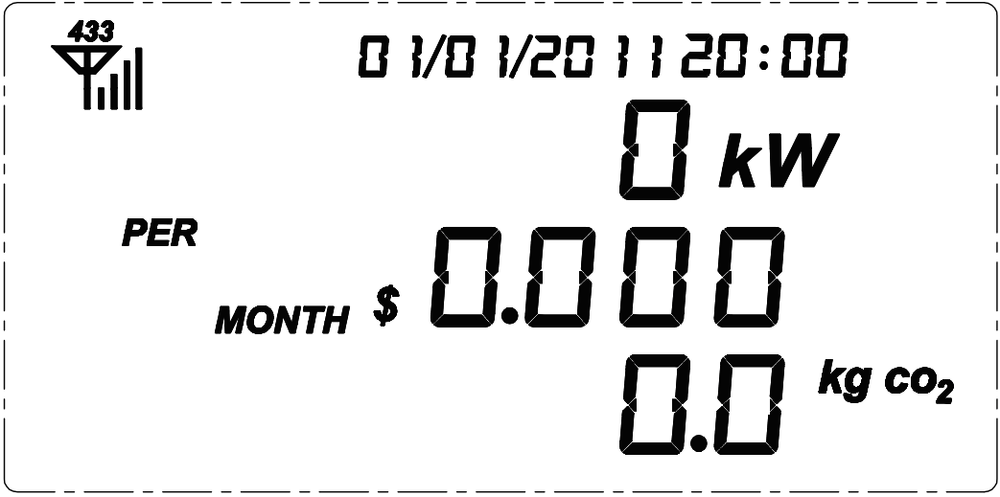 433
01/01/2011 20:00
0 kW
PER
MONTH $ 0.000
0.0 kg co₂